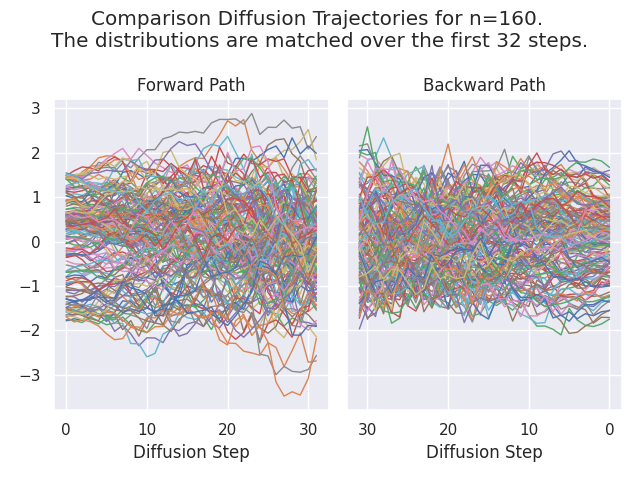 Comparison Diffusion Trajectories for n=160.
The distributions are matched over the first 32 steps.
Forward Path
Backward Path
3
2
1
0
−1
−2
−3
0 10 20 30
30 20 10 0
Diffusion Step
Diffusion Step